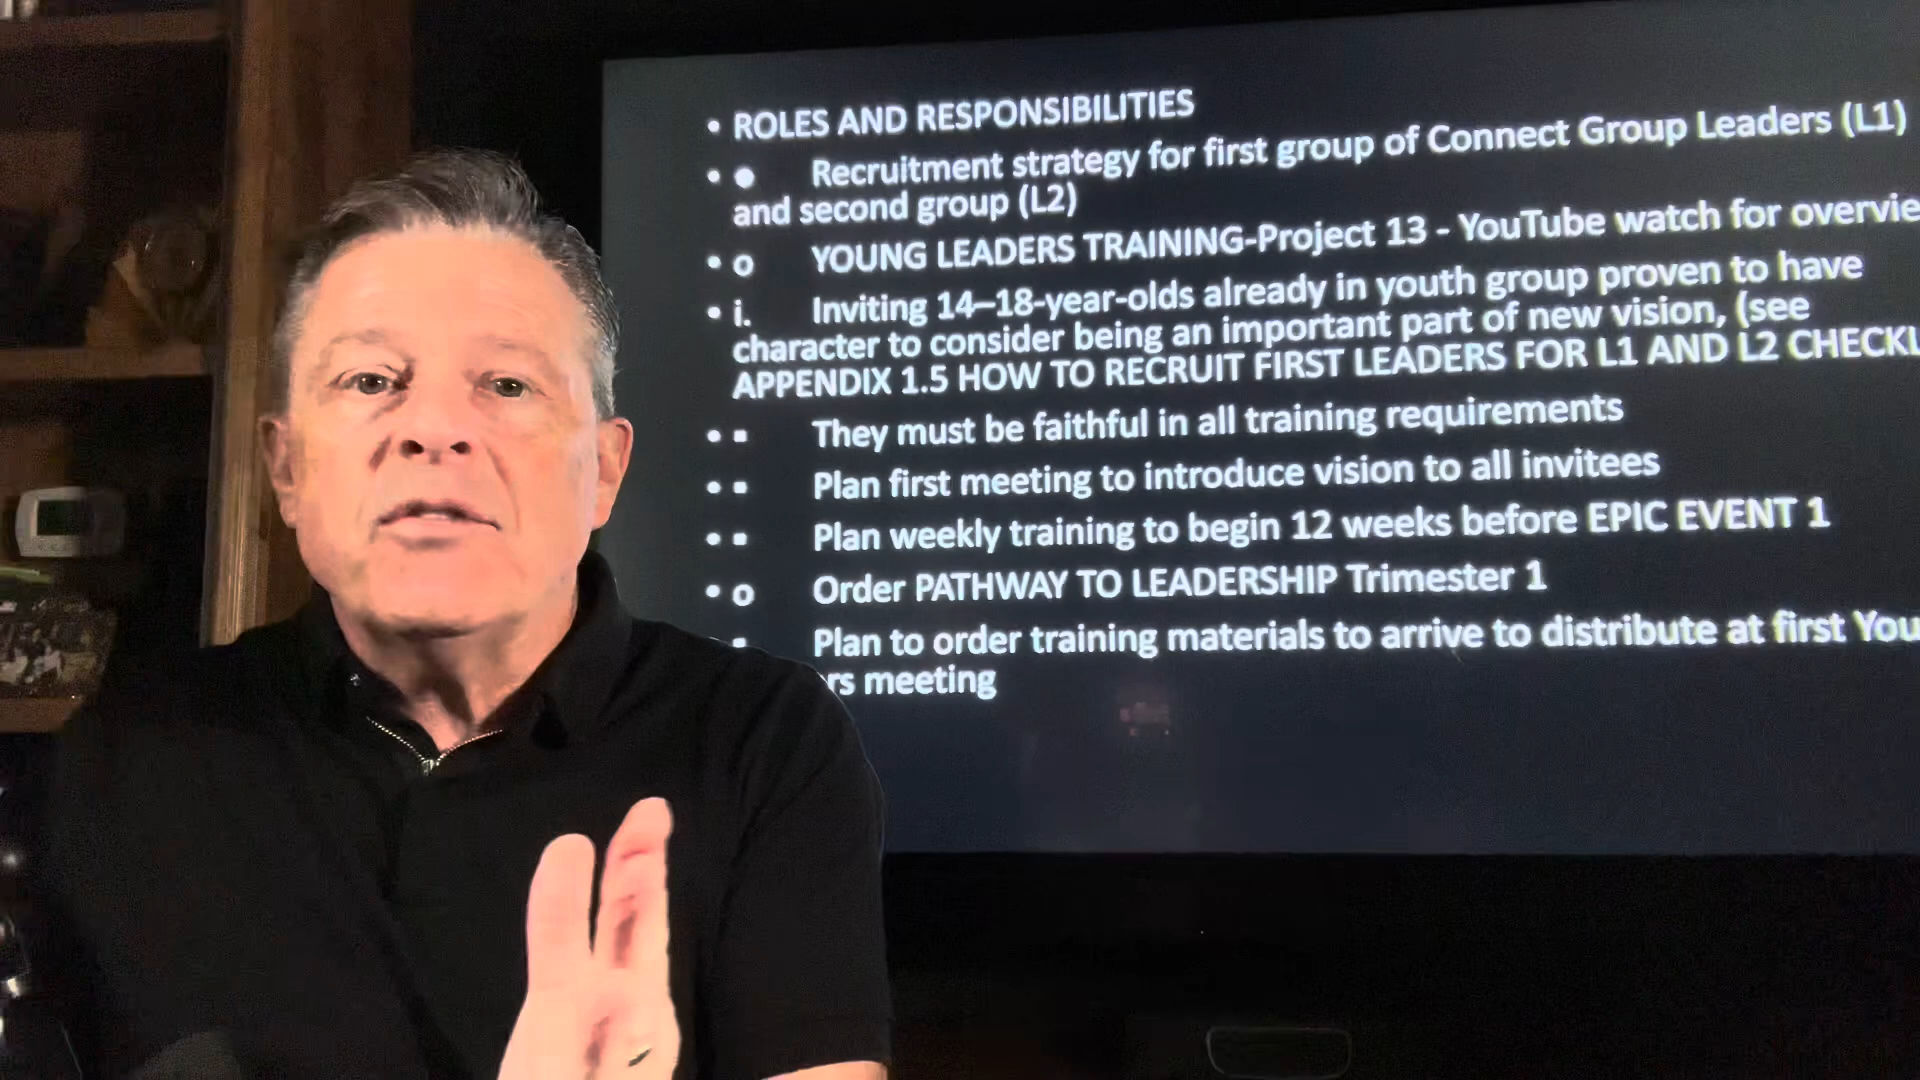 • ROLES AND RESPONSIBILITIES
• ● Recruitment strategy for first group of Connect Group Leaders (L1)
and second group (L2)
• o YOUNG LEADERS TRAINING-Project 13 - YouTube watch for
• i. Inviting 14–18-year-olds already in youth group proven to have
character to consider being an important part of new vision, (see
APPENDIX 1.5 HOW TO RECRUIT FIRST LEADERS FOR L1 AND L2
• ▪ They must be faithful in all training requirements
• ▪ Plan first meeting to introduce vision to all invitees
• ▪ Plan weekly training to begin 12 weeks before EPIC EVENT 1
• o Order PATHWAY TO LEADERSHIP Trimester 1
▪ Plan to order training materials to arrive to distribute at first
meeting